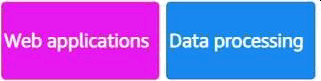 Web applications
Data processing